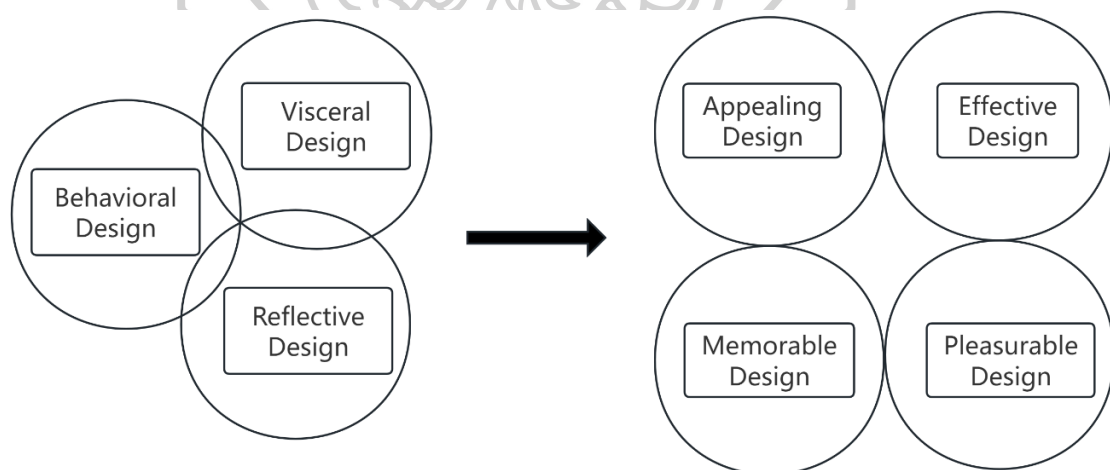 Visceral
Design
Behavioral
Design
Reflective
Design
Appealing
Design
Effective
Design
Memorable
Design
Pleasurable
Design